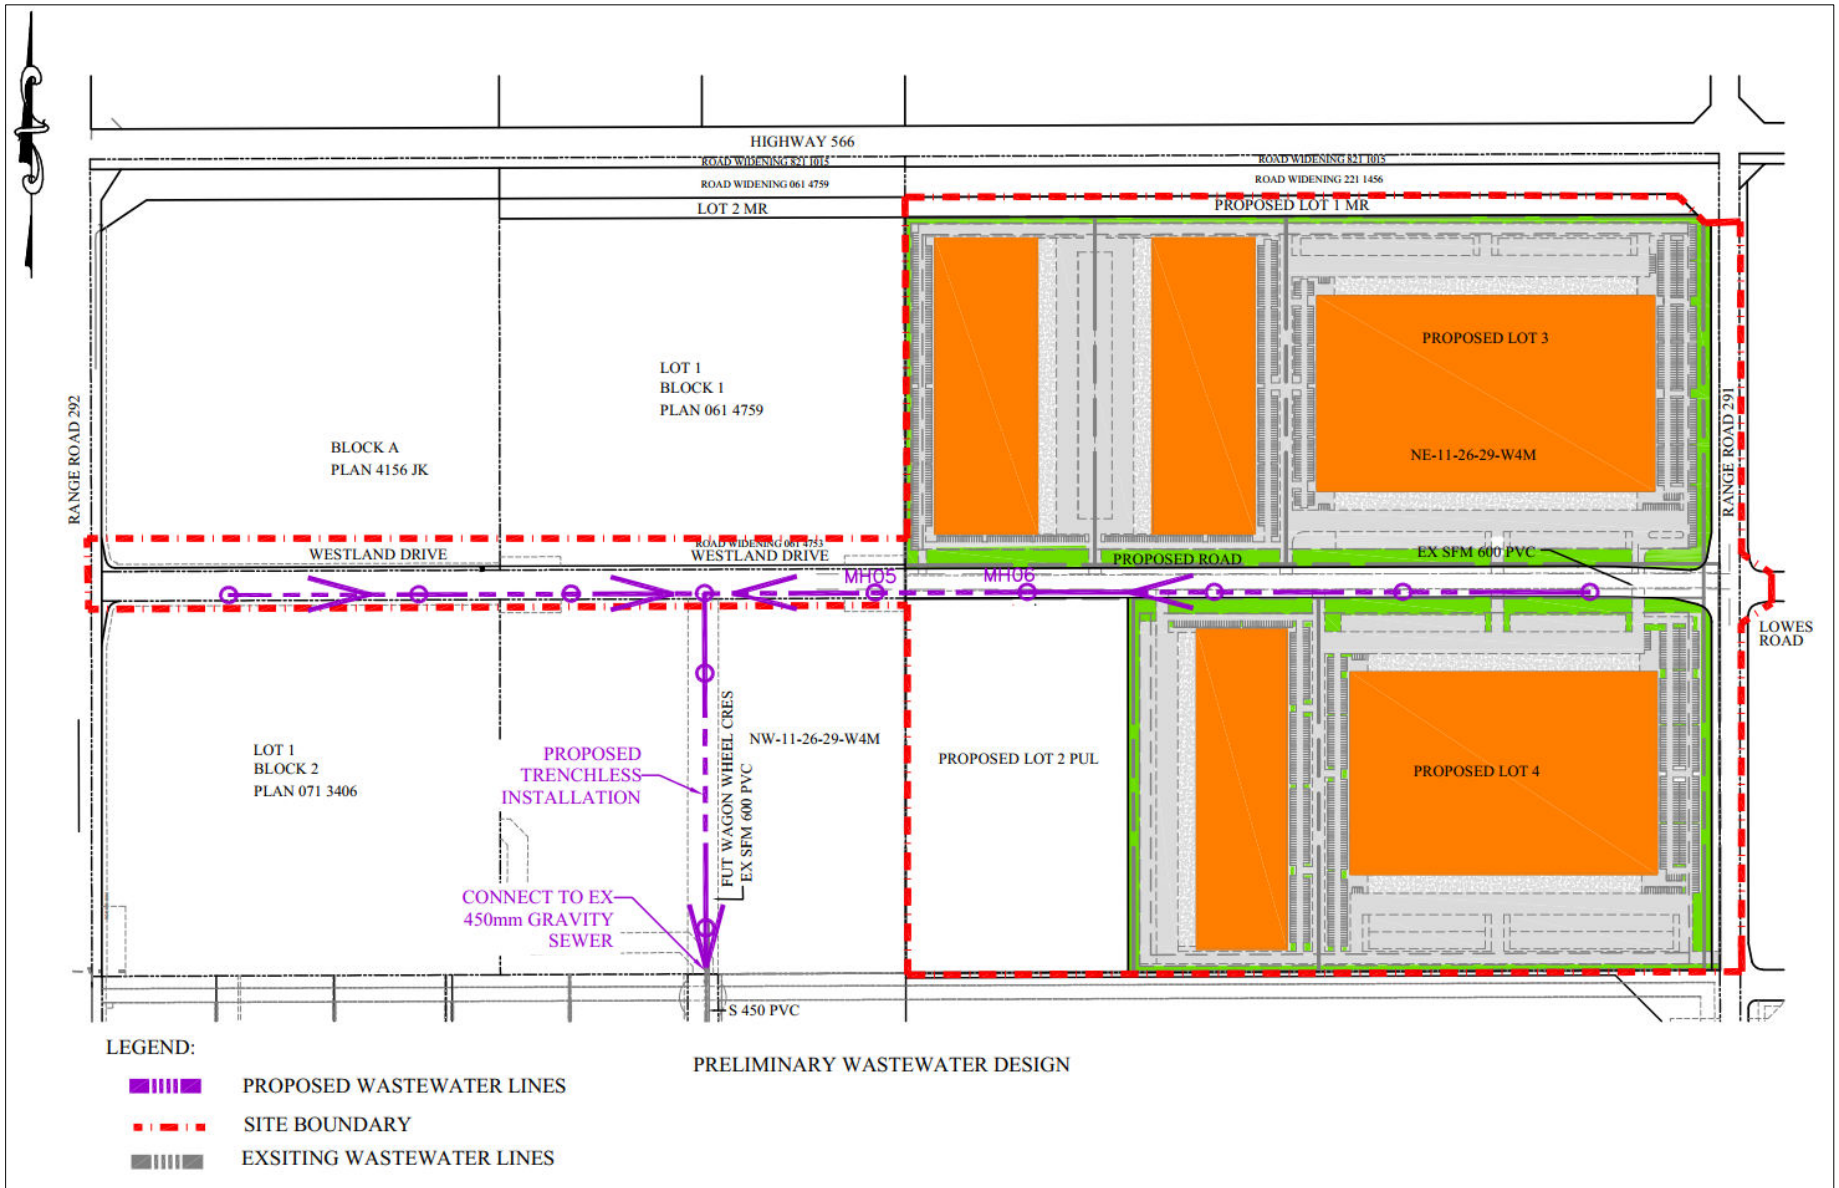 HIGHWAY 566
ROAD WIDENING 821 1015
ROAD WIDENING 821 1015
ROAD WIDENING 061 4759
ROAD WIDENING 221 1456
LOT 2 MR
PROPOSED LOT 1 MR
RANGE ROAD 292
BLOCK A
PLAN 4156 JK
LOT 1
BLOCK 1
PLAN 061 4759
PROPOSED LOT 3
NE-11-26-29-W4M
RANGE ROAD 291
ROAD WIDENING 061 4753
WESTLAND DRIVE
WESTLAND DRIVE
PROPOSED ROAD
EX SFM 600 PVC
MH05
MH06
LOWES
ROAD
LOT 1
BLOCK 2
PLAN 071 3406
PROPOSED
TRENCHLESS
INSTALLATION
FUT WAGON WHEEL CRES
EX SFM 600 PVC
NW-11-26-29-W4M
PROPOSED LOT 2 PUL
PROPOSED LOT 4
CONNECT TO EX
450mm GRAVITY
SEWER
S 450 PVC
LEGEND:
PROPOSED WASTEWATER LINES
SITE BOUNDARY
EXSITING WASTEWATER LINES
PRELIMINARY WASTEWATER DESIGN